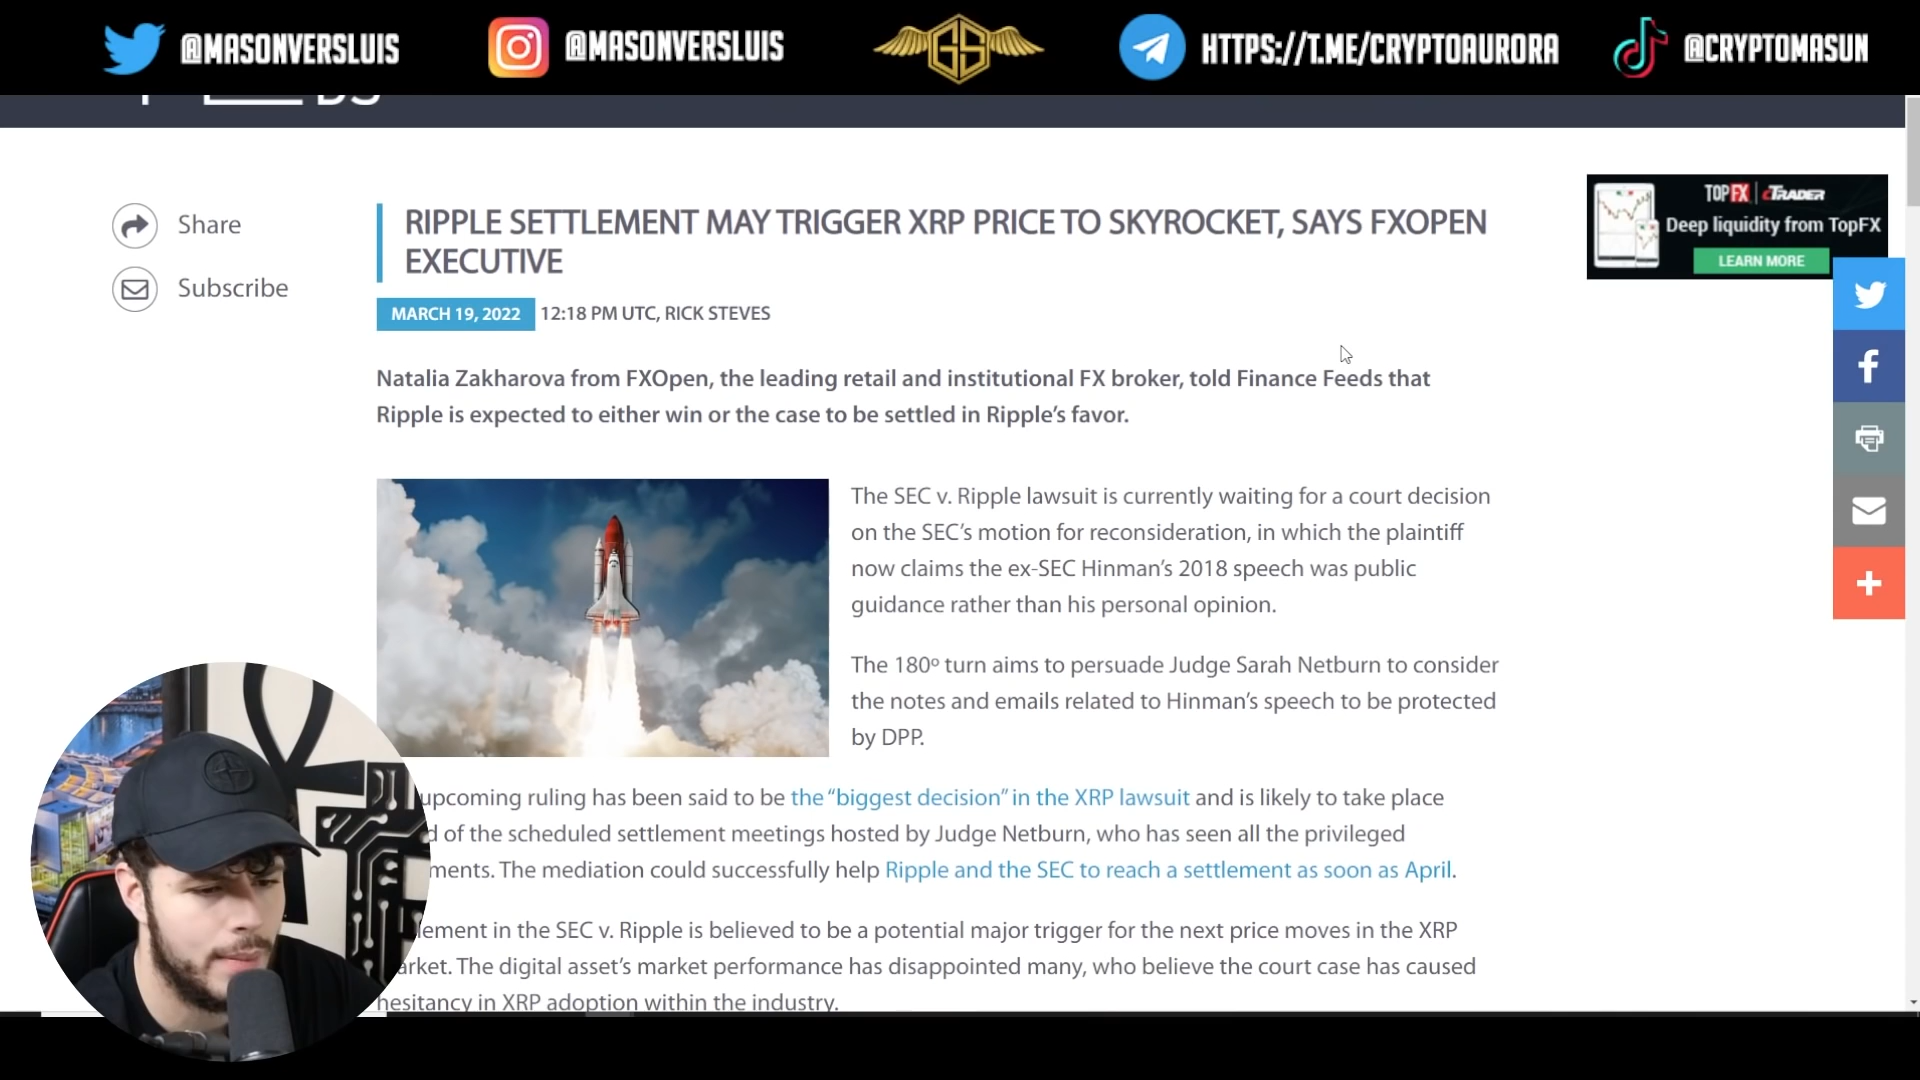 @MASONVERSLUIS
@MASONVERSLUIS
GS
HTTPS://T.ME/CRYPTOAURORA
@CRYPTOMASUN
Share
Subscribe
RIPPLE SETTLEMENT MAY TRIGGER XRP PRICE TO SKYROCKET, SAYS FXOPEN
EXECUTIVE
MARCH 19, 2022 12:18 PM UTC, RICK STEVES
TOPFX | cTRADER
Deep liquidity from TopFX
LEARN MORE
Natalia Zakharova from FXOpen, the leading retail and institutional FX broker, told Finance Feeds that
Ripple is expected to either win or the case to be settled in Ripple's favor.
The SEC v. Ripple lawsuit is currently waiting for a court decision
on the SEC's motion for reconsideration, in which the plaintiff
now claims the ex-SEC Hinman's 2018 speech was public
guidance rather than his personal opinion.
The 180º turn aims to persuade Judge Sarah Netburn to consider
the notes and emails related to Hinman's speech to be protected
by DPP.
upcoming ruling has been said to be the "biggest decision" in the XRP lawsuit and is likely to take place
of the scheduled settlement meetings hosted by Judge Netburn, who has seen all the privileged
ments. The mediation could successfully help Ripple and the SEC to reach a settlement as soon as April.
lement in the SEC v. Ripple is believed to be a potential major trigger for the next price moves in the XRP
arket. The digital asset's market performance has disappointed many, who believe the court case has caused
hesitancy in XRP adoption within the industry.